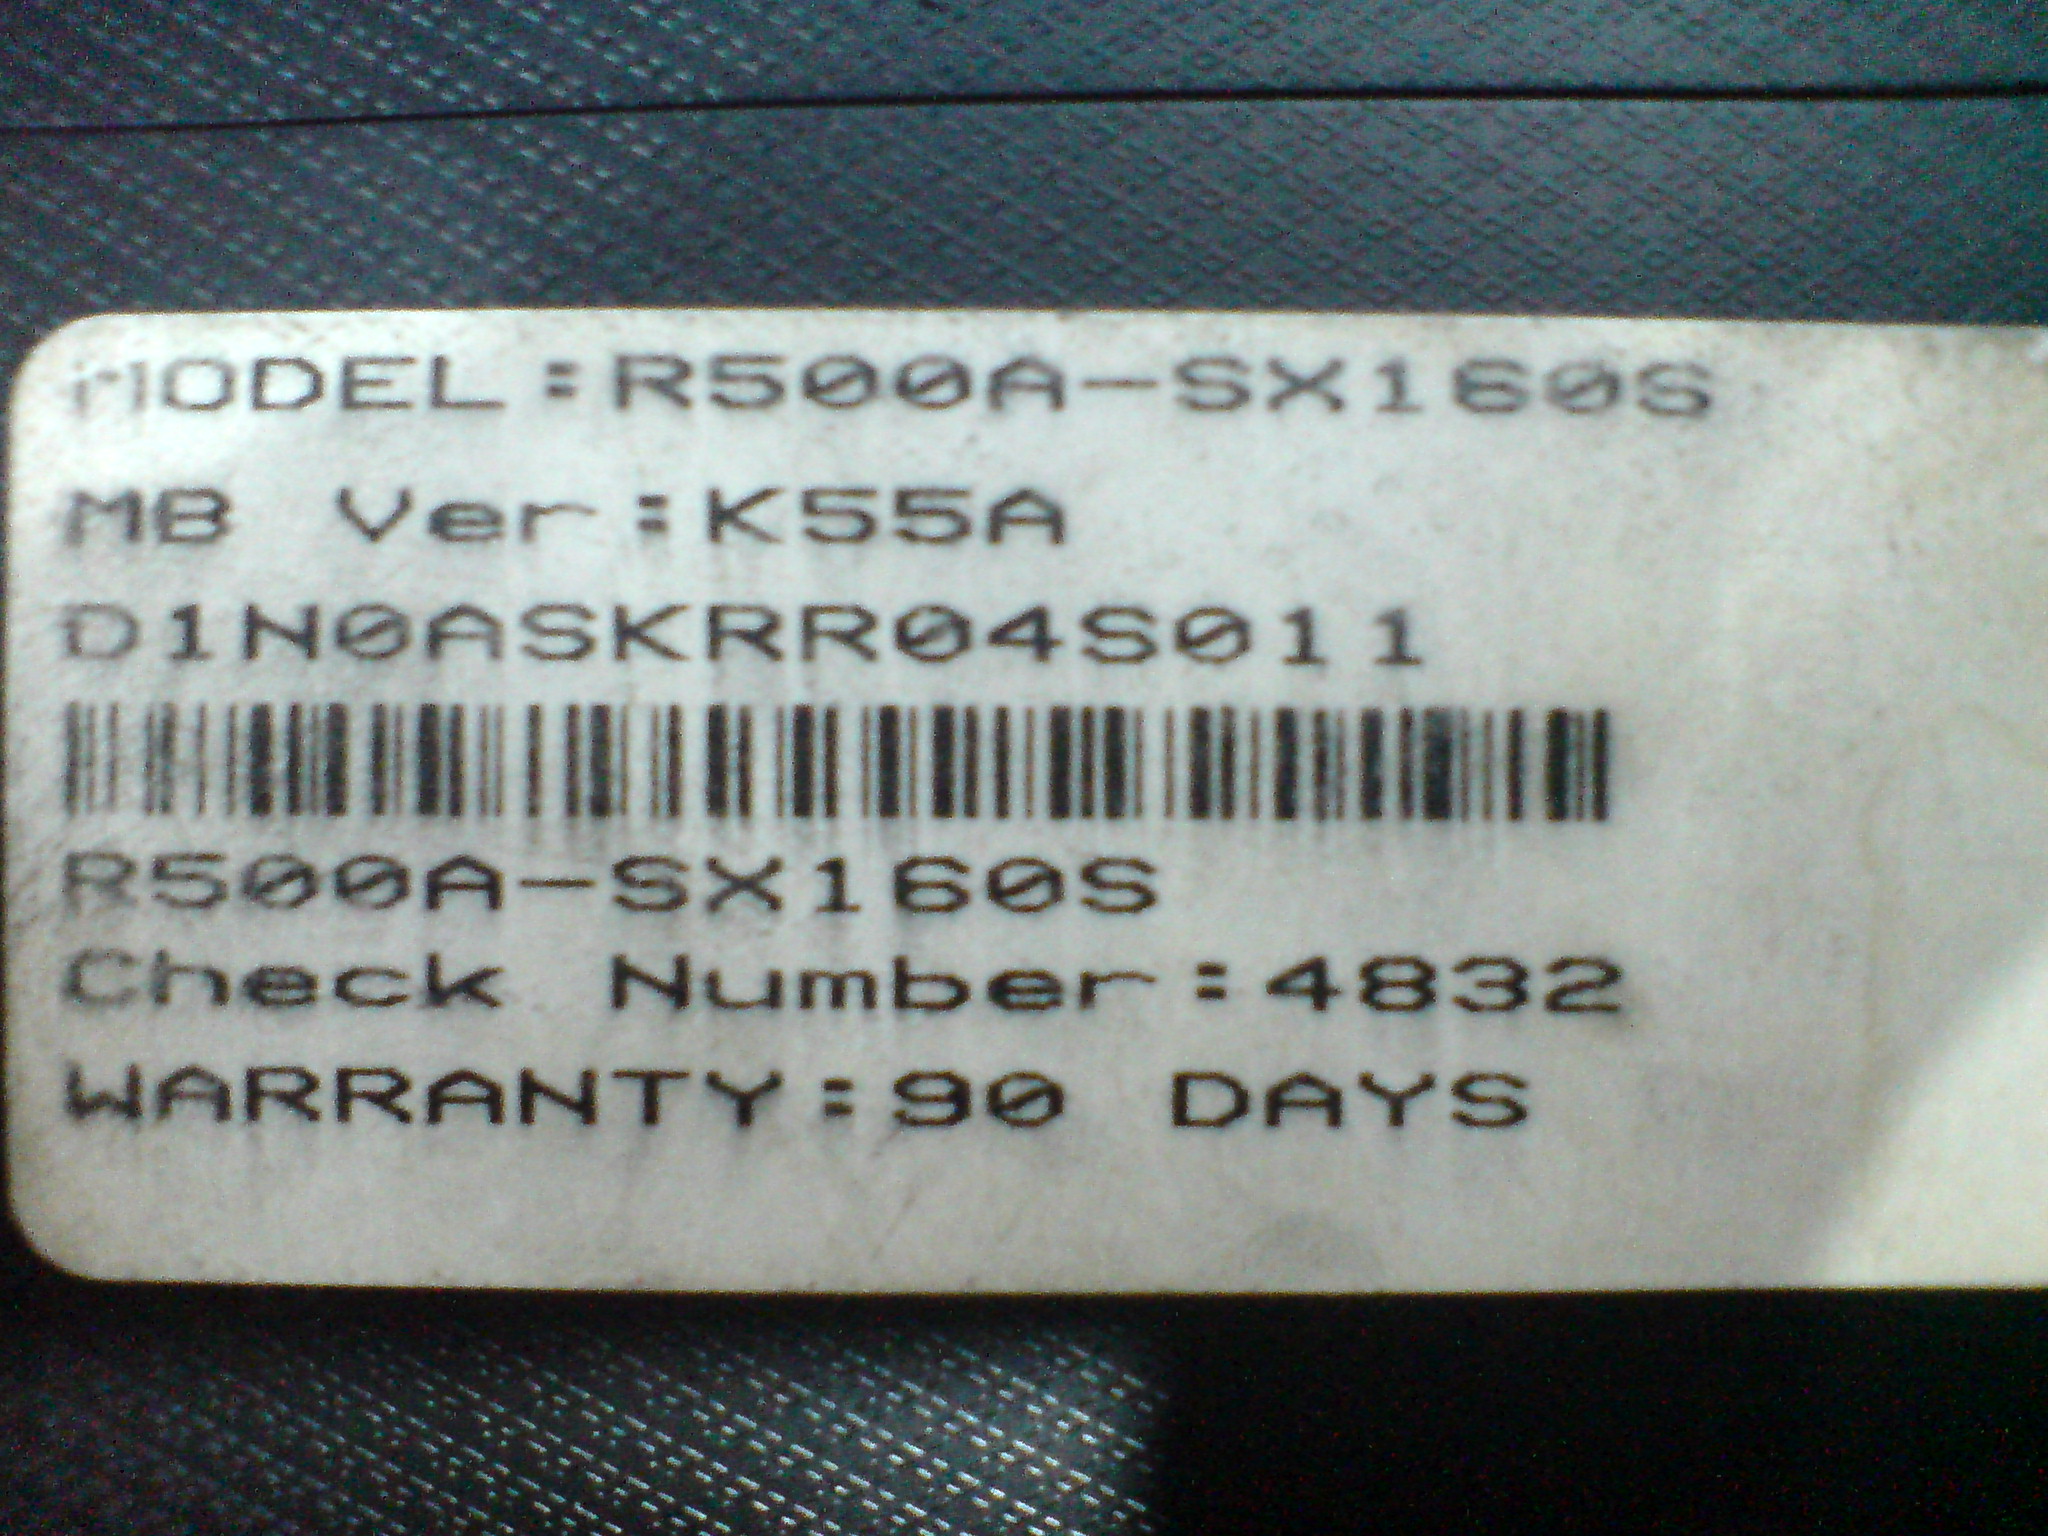 MODEL:R500A-SX160S
MB Ver:K55A
D1N0ASKRR04S011
R500A-SX160S
Check Number:4832
WARRANTY:90 DAYS